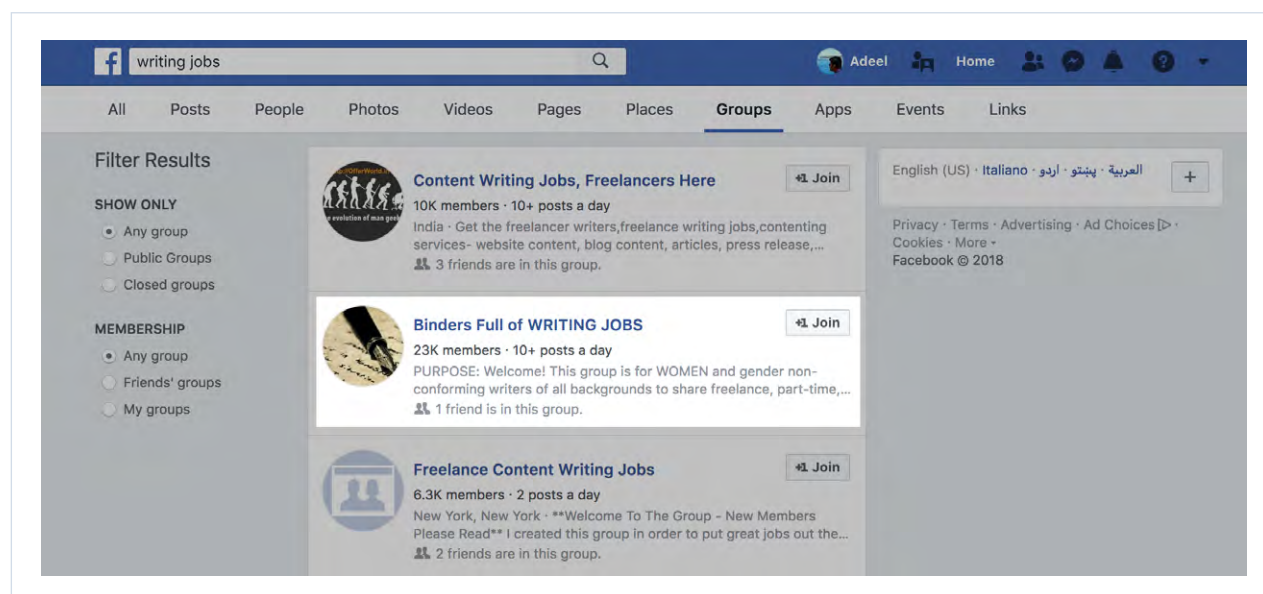 writing jobs
Adeel
Home
All Posts People Photos Videos Pages Places Groups Apps Events Links
Filter Results
SHOW ONLY
Any group
Public Groups
Closed groups
MEMBERSHIP
Any group
Friends' groups
My groups
Content Writing Jobs, Freelancers Here
+1 Join
10K members · 10+ posts a day
India · Get the freelancer writers,freelance writing jobs,contenting
services- website content, blog content, articles, press release,...
3 friends are in this group.
Binders Full of WRITING JOBS
+1 Join
23K members · 10+ posts a day
PURPOSE: Welcome! This group is for WOMEN and gender non-
conforming writers of all backgrounds to share freelance, part-time,...
1 friend is in this group.
Freelance Content Writing Jobs
+1 Join
6.3K members · 2 posts a day
New York, New York · **Welcome To The Group - New Members
Please Read** I created this group in order to put great jobs out the...
2 friends are in this group.
English (US) · Italiano · اردو · پښتو · العربية
Privacy · Terms · Advertising · Ad Choices ·
Cookies · More
Facebook © 2018